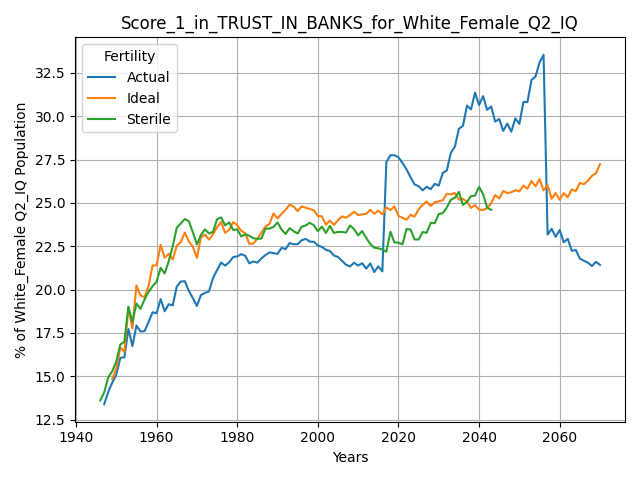 Score_1_in_TRUST_IN_BANKS_for_White_Female_Q2_IQ
Fertility
Actual
Ideal
Sterile
% of White_Female Q2_IQ Population
32.5
30.0
27.5
25.0
22.5
20.0
17.5
15.0
12.5
1940
1960
1980
2000
2020
2040
2060
Years